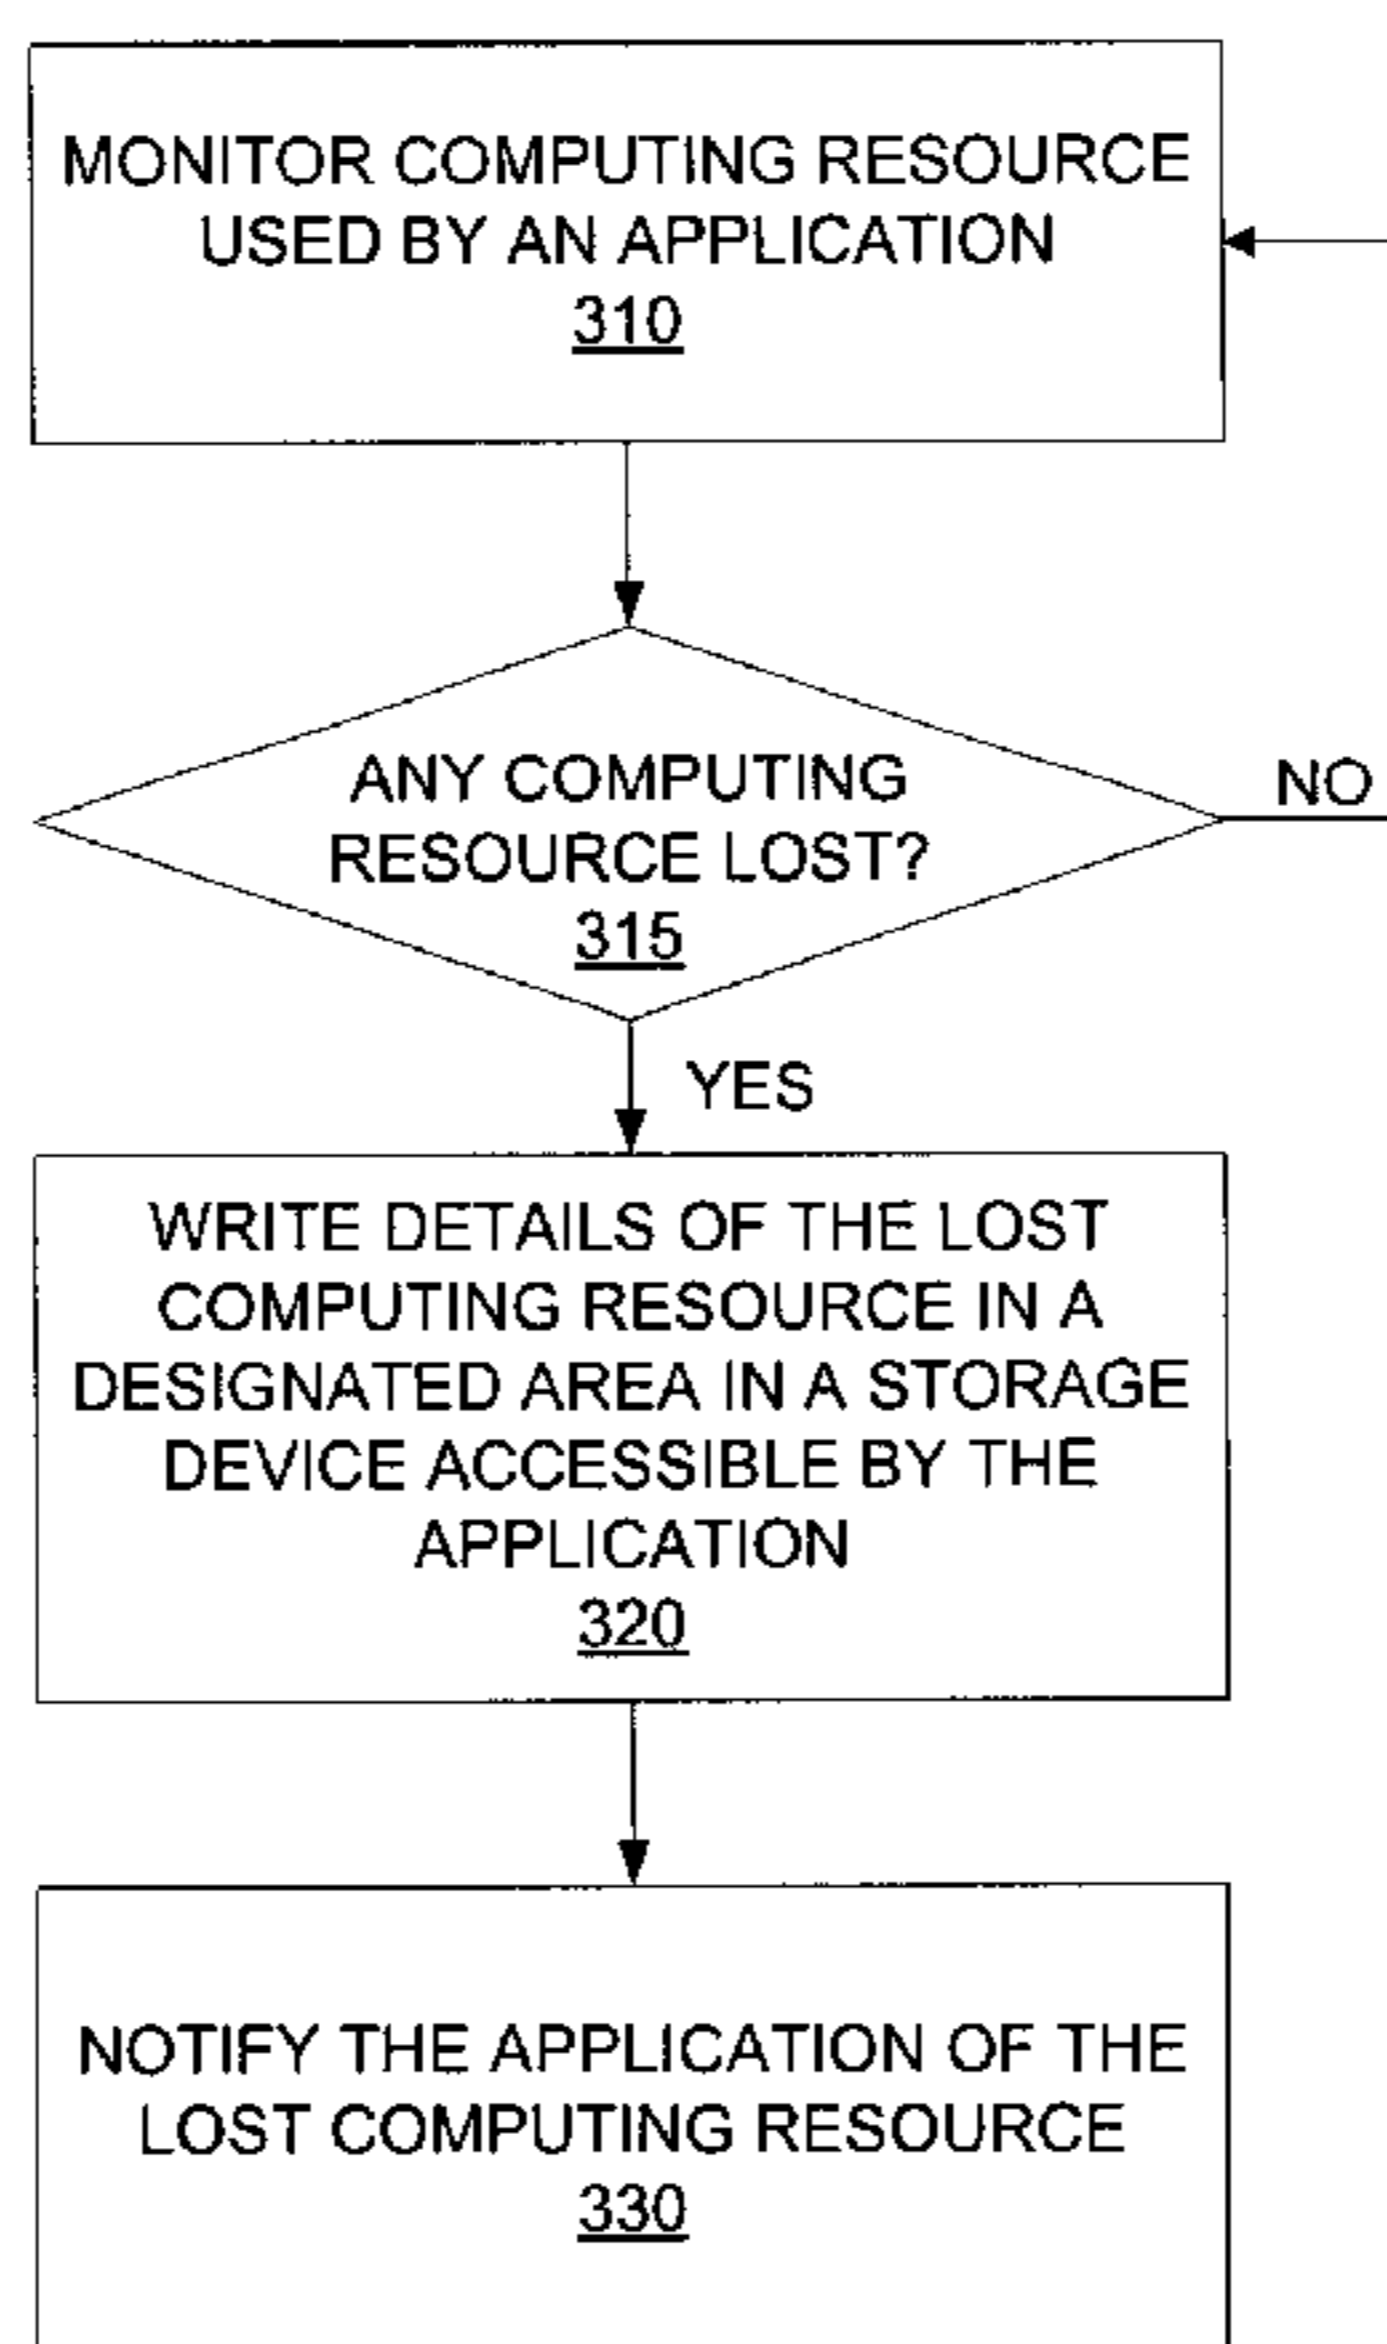 MONITOR COMPUTING RESOURCE
USED BY AN APPLICATION
310
ANY COMPUTING
RESOURCE LOST?
315
NO
YES
WRITE DETAILS OF THE LOST
COMPUTING RESOURCE IN A
DESIGNATED AREA IN A STORAGE
DEVICE ACCESSIBLE BY THE
APPLICATION
320
NOTIFY THE APPLICATION OF THE
LOST COMPUTING RESOURCE
330